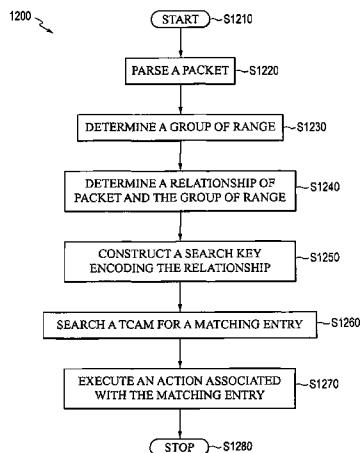 1200
START S1210
PARSE A PACKET S1220
DETERMINE A GROUP OF RANGE S1230
DETERMINE A RELATIONSHIP OF
PACKET AND THE GROUP OF RANGE S1240
CONSTRUCT A SEARCH KEY
ENCODING THE RELATIONSHIP S1250
SEARCH A TCAM FOR A MATCHING ENTRY S1260
EXECUTE AN ACTION ASSOCIATED
WITH THE MATCHING ENTRY S1270
STOP S1280